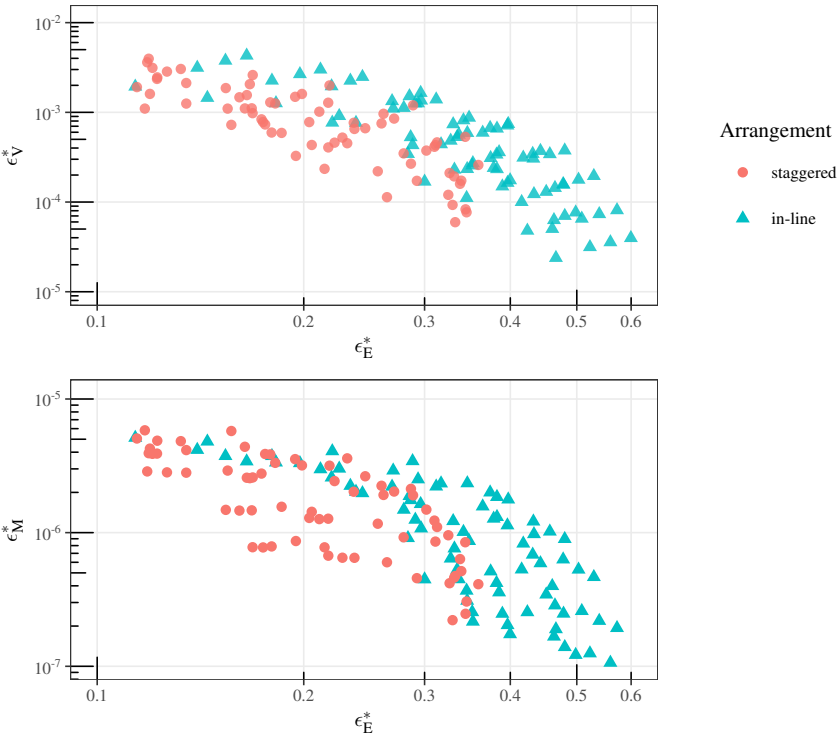 10⁻²
10⁻³
10⁻⁴
10⁻⁵
ϵ*V
0.1 0.2 0.3 0.4 0.5 0.6
ϵ*E
Arrangement
staggered
in-line
10⁻⁵
10⁻⁶
10⁻⁷
ϵ*M
0.1 0.2 0.3 0.4 0.5 0.6
ϵ*E